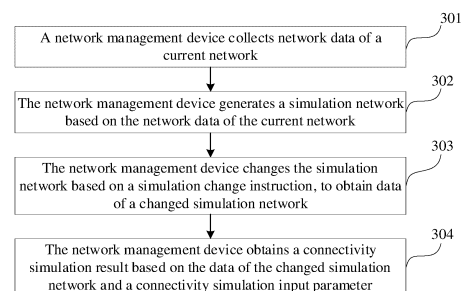 301
A network management device collects network data of a
current network
302
The network management device generates a simulation network
based on the network data of the current network
303
The network management device changes the simulation
network based on a simulation change instruction, to obtain data
of a changed simulation network
304
The network management device obtains a connectivity
simulation result based on the data of the changed simulation
network and a connectivity simulation input parameter